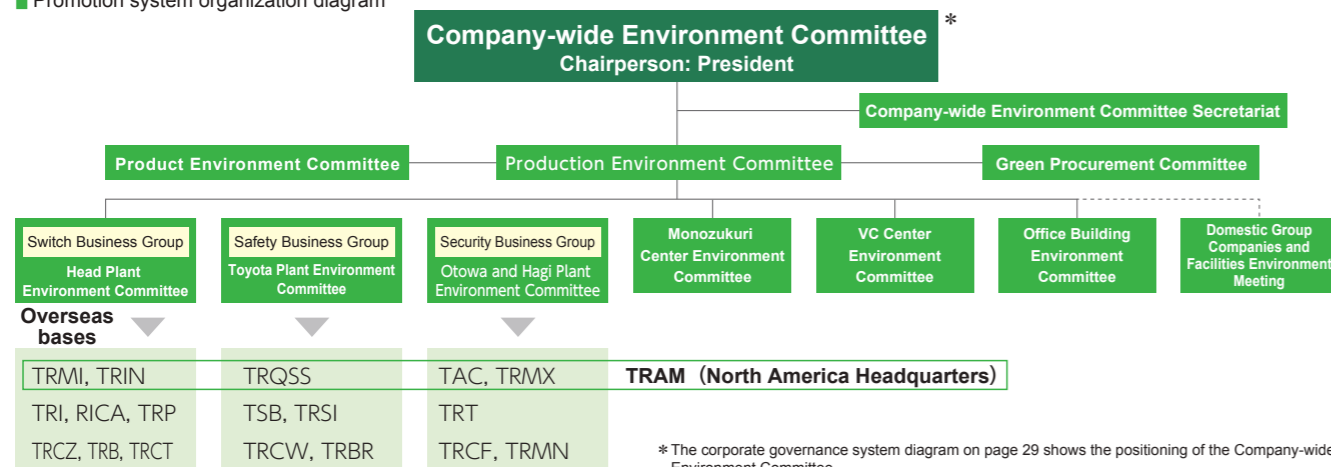 Promotion system organization diagram
Company-wide Environment Committee *
Chairperson: President
Company-wide Environment Committee Secretariat
Product Environment Committee
Production Environment Committee
Green Procurement Committee
Switch Business Group
Head Plant
Environment Committee
Safety Business Group
Toyota Plant Environment
Committee
Security Business Group
Otowa and Hagi Plant
Environment Committee
Monozukuri
Center Environment
Committee
VC Center
Environment
Committee
Office Building
Environment
Committee
Domestic Group
Companies and
Facilities Environment
Meeting
Overseas
bases
TRMI, TRIN
TRQSS
TAC, TRMX
TRAM (North America Headquarters)
TRI, RICA, TRP
TSB, TRSI
TRT
TRCZ, TRB, TRCT
TRCW, TRBR
TRCF, TRMN
* The corporate governance system diagram on page 29 shows the positioning of the Company-wide
Environment Committee